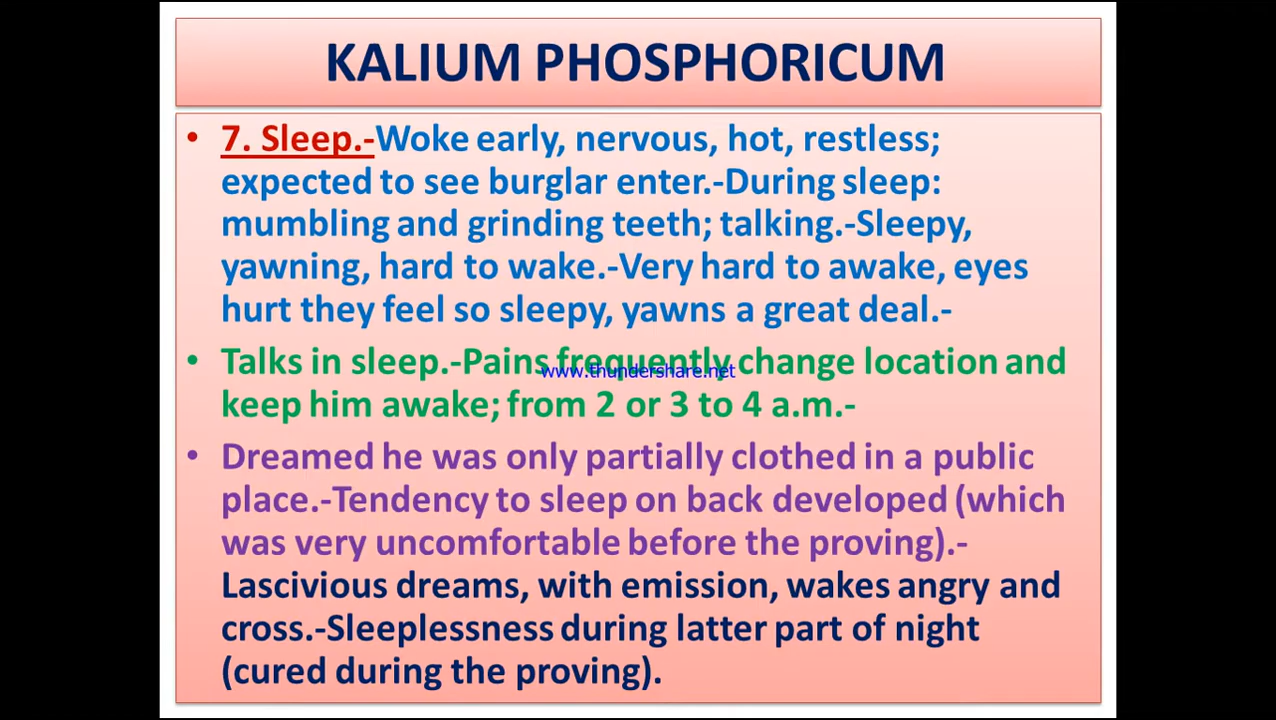 KALIUM PHOSPHORICUM
• 7. Sleep.-Woke early, nervous, hot, restless;
expected to see burglar enter.-During sleep:
mumbling and grinding teeth; talking.-Sleepy,
yawning, hard to wake.-Very hard to awake, eyes
hurt they feel so sleepy, yawns a great deal.-
• Talks in sleep.-Pains frequently change location and
www.thundershare.net
keep him awake; from 2 or 3 to 4 a.m.-
• Dreamed he was only partially clothed in a public
place.-Tendency to sleep on back developed (which
was very uncomfortable before the proving).-
Lascivious dreams, with emission, wakes angry and
cross.-Sleeplessness during latter part of night
(cured during the proving).